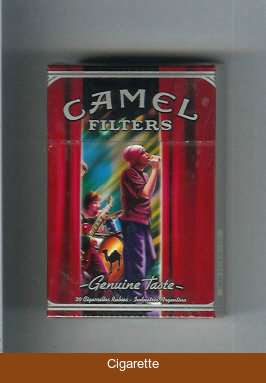 CAMEL
FILTERS
Genuine Taste
20 Cigarrillos Rubios - Industria Argentina
Cigarette